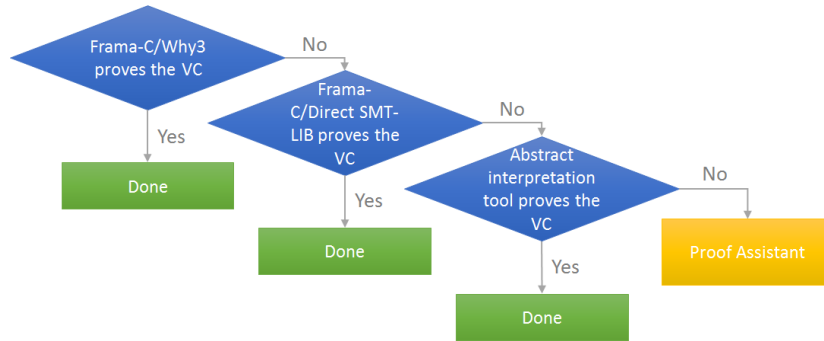 Frama-C/Why3
proves the VC
No
Frama-
C/Direct SMT-
LIB proves the
VC
No
Yes
Done
Abstract
interpretation
tool proves the
VC
No
Yes
Done
Proof Assistant
Yes
Done